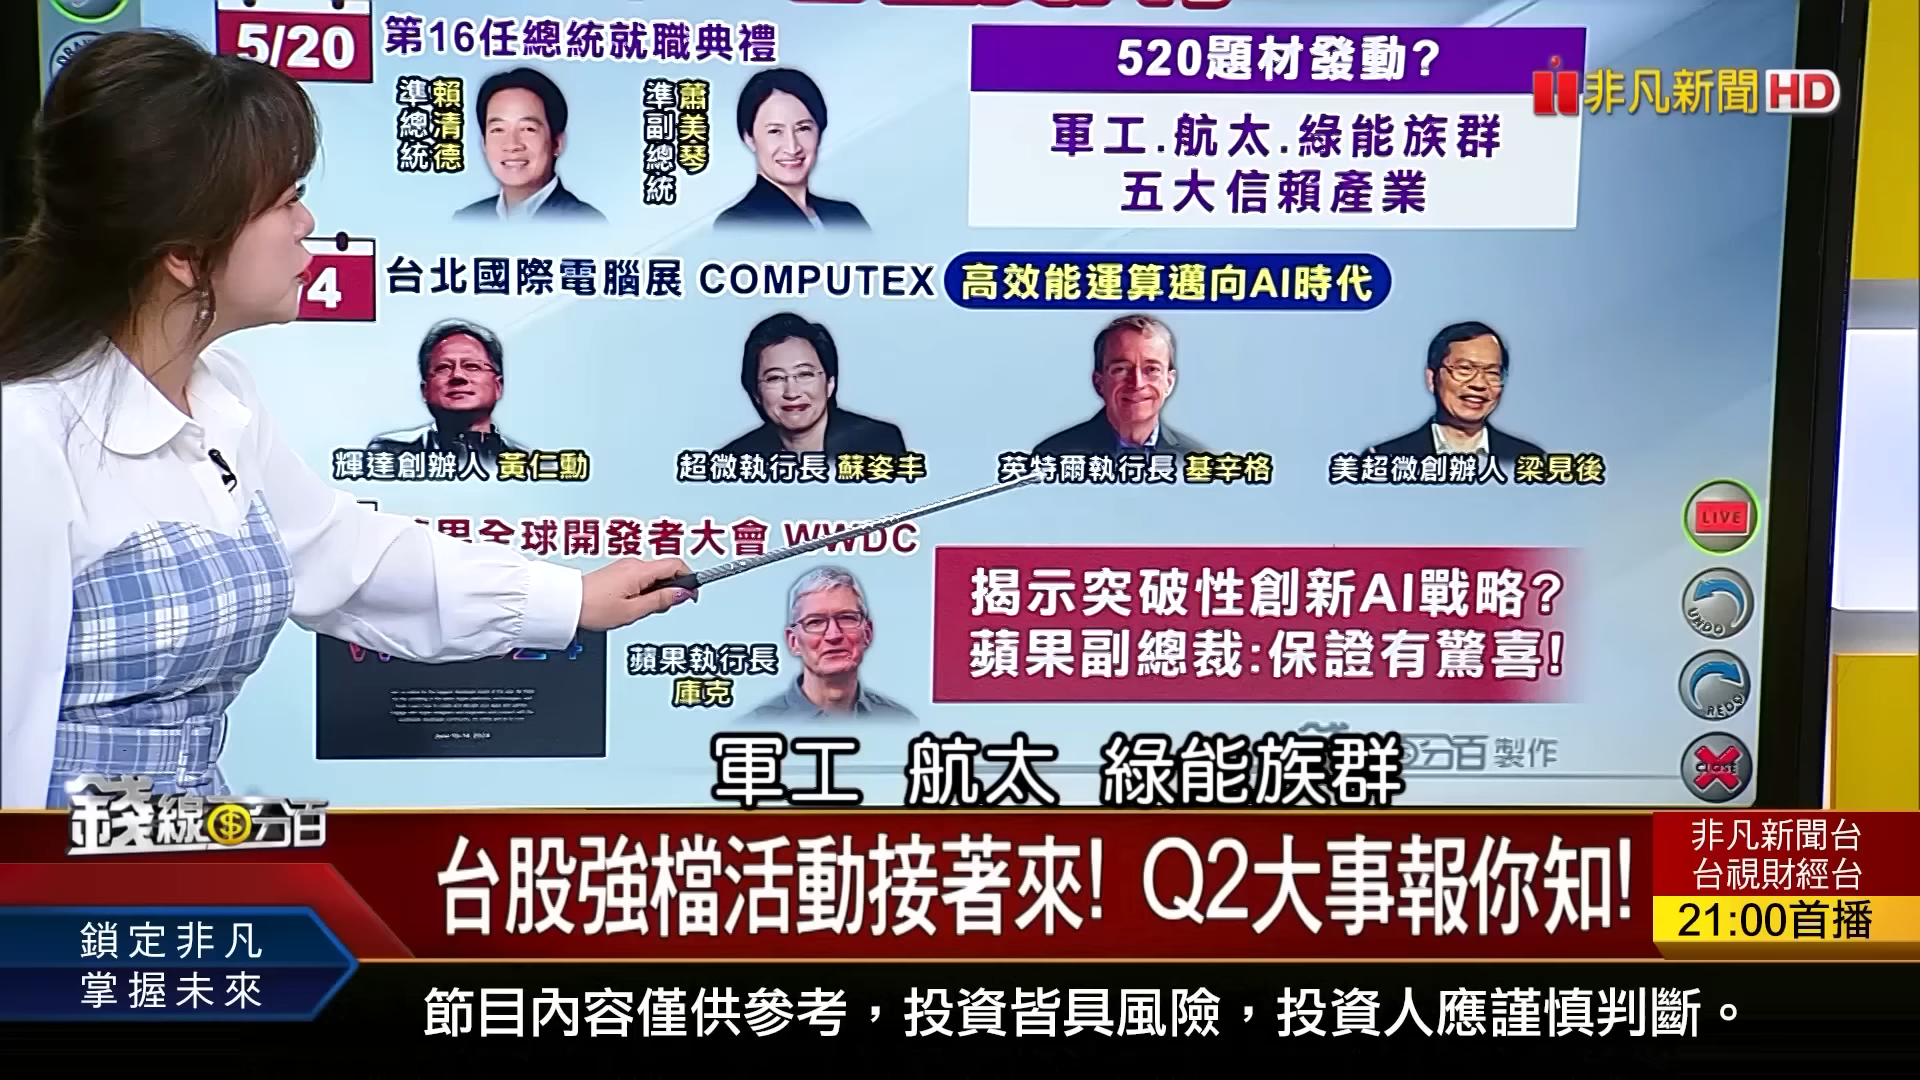 5/20
第16任總統就職典禮
準總統 賴清德
準副總統 蕭美琴
520題材發動?
軍工.航太.綠能族群
五大信賴產業
非凡新聞HD
4
台北國際電腦展 COMPUTEX 高效能運算邁向AI時代
輝達創辦人 黃仁勳
超微執行長 蘇姿丰
英特爾執行長 基辛格
美超微創辦人 梁見後
全球開發者大會 WWDC
LIVE
UNDO
REDO
CLOSE
蘋果執行長
庫克
揭示突破性創新AI戰略?
蘋果副總裁:保證有驚喜!
分百製作
軍工 航太 綠能族群
錢線百分百
台股強檔活動接著來! Q2大事報你知!
非凡新聞台
台視財經台
21:00首播
鎖定非凡
掌握未來
節目內容僅供參考，投資皆具風險，投資人應謹慎判斷。